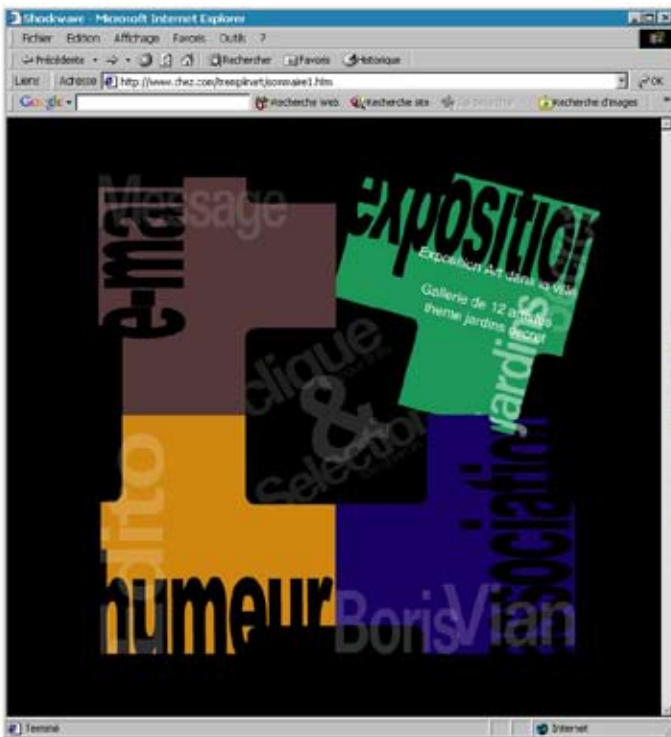 Shockwave - Microsoft Internet Explorer
Fichier Edition Affichage Favoris Outils ?
Précédente Rechercher Favoris Historique
Liens Adresse http://www.chez.com/tremplinart/sommaire1.htm OK
Google Recherche Web Recherche site Recherche d'images
Message
e-mail
exposition
Exposition Art dans la ville
Gallerie de 12 artistes
theme jardins secret
jardins
clique
&
Selection
Edito
humeur
association
Boris Vian
Terminé Internet